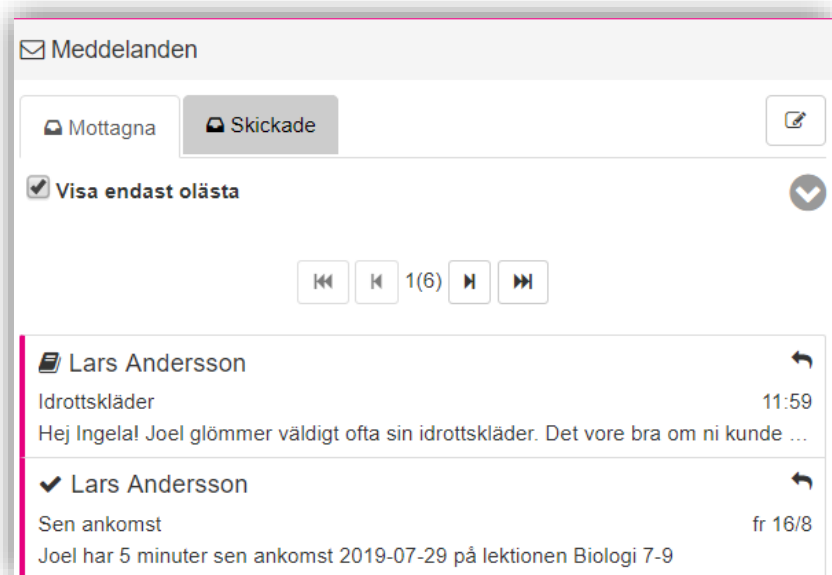 Meddelanden
Mottagna Skickade
Visa endast olästa
1(6)
Lars Andersson
Idrottskläder 11:59
Hej Ingela! Joel glömmer väldigt ofta sin idrottskläder. Det vore bra om ni kunde ...
Lars Andersson
Sen ankomst fr 16/8
Joel har 5 minuter sen ankomst 2019-07-29 på lektionen Biologi 7-9